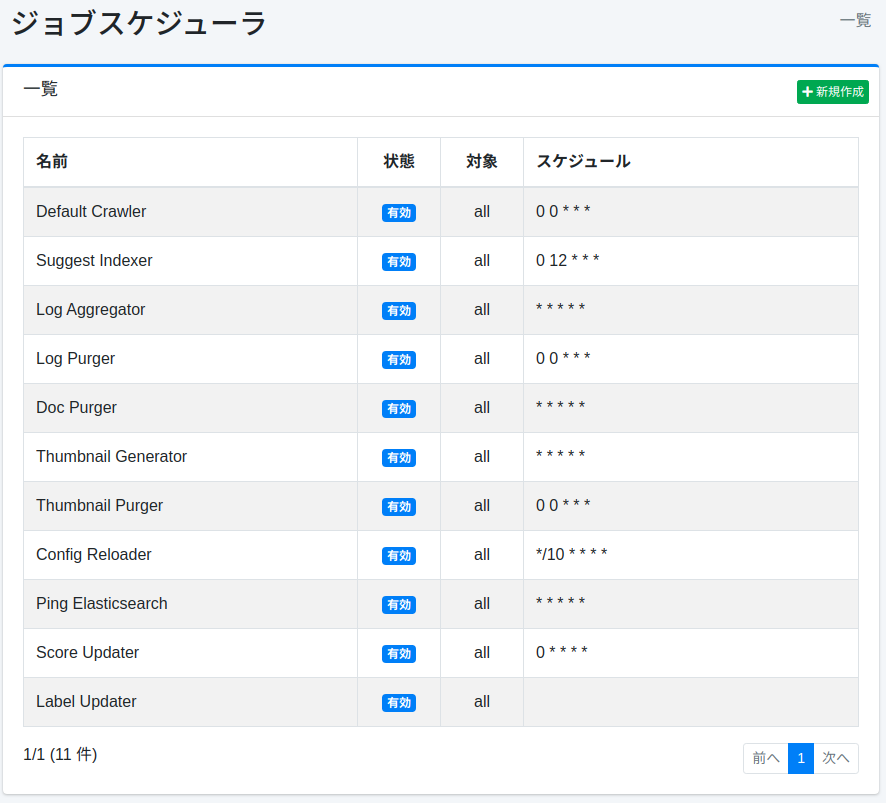 ジョブスケジューラ
一覧
一覧
新規作成
名前 状態 対象 スケジュール
Default Crawler 有効 all 0 0 * * *
Suggest Indexer 有効 all 0 12 * * *
Log Aggregator 有効 all * * * * *
Log Purger 有効 all 0 0 * * *
Doc Purger 有効 all * * * * *
Thumbnail Generator 有効 all * * * * *
Thumbnail Purger 有効 all 0 0 * * *
Config Reloader 有効 all */10 * * * *
Ping Elasticsearch 有効 all * * * * *
Score Updater 有効 all 0 * * * *
Label Updater 有効 all
1/1 (11 件)
前へ 1 次へ